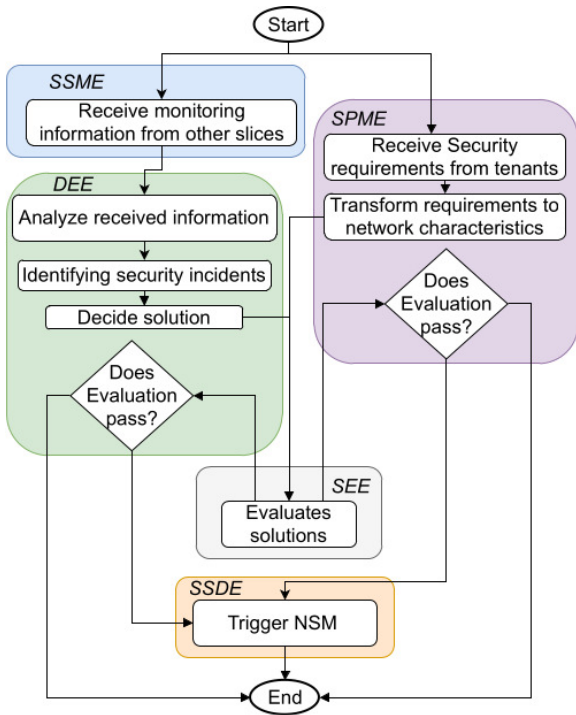 Start
SSME
Receive monitoring
information from other slices
SPME
Receive Security
requirements from tenants
Transform requirements to
network characteristics
DEE
Analyze received information
Identifying security incidents
Decide solution
Does
Evaluation
pass?
Does
Evaluation
pass?
SEE
Evaluates
solutions
SSDE
Trigger NSM
End